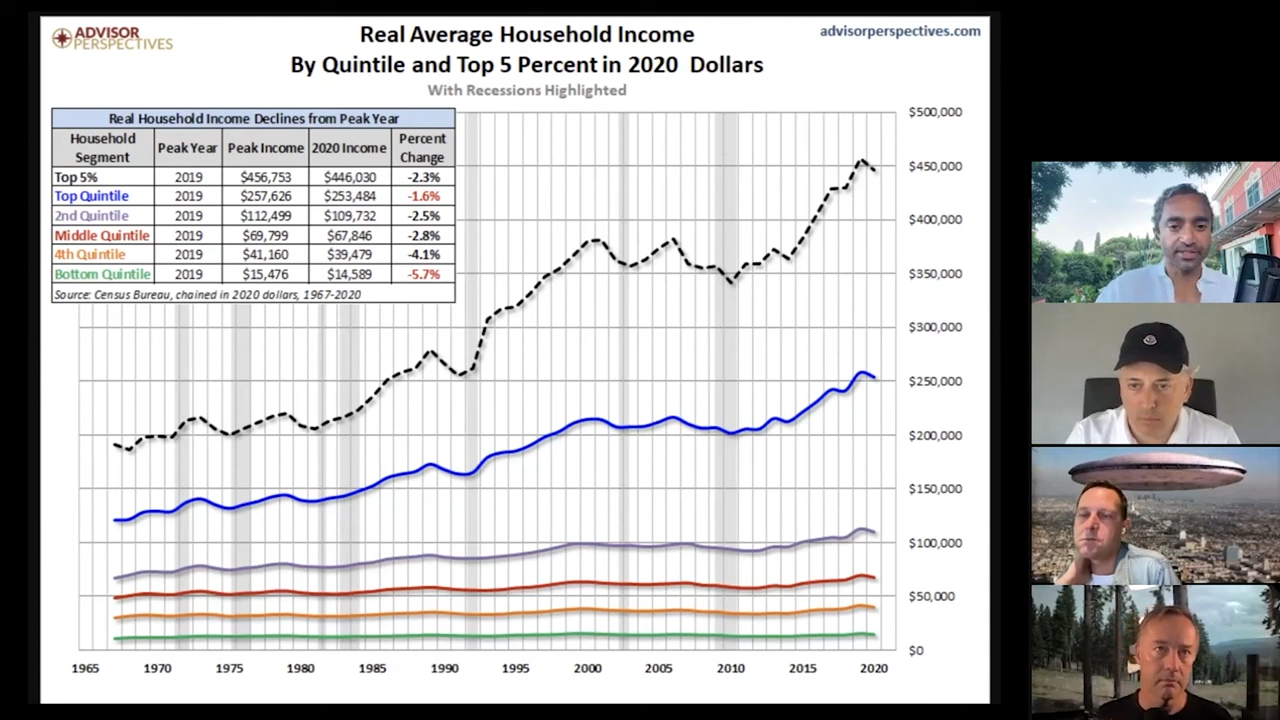 ADVISOR
PERSPECTIVES
Real Average Household Income
By Quintile and Top 5 Percent in 2020 Dollars
With Recessions Highlighted
advisorperspectives.com
Real Household Income Declines from Peak Year
Household Segment Peak Year Peak Income 2020 Income Percent Change
Top 5% 2019 $456,753 $446,030 -2.3%
Top Quintile 2019 $257,626 $253,484 -1.6%
2nd Quintile 2019 $112,499 $109,732 -2.5%
Middle Quintile 2019 $69,799 $67,846 -2.8%
4th Quintile 2019 $41,160 $39,479 -4.1%
Bottom Quintile 2019 $15,476 $14,589 -5.7%
Source: Census Bureau, chained in 2020 dollars, 1967-2020
$500,000
$450,000
$400,000
$350,000
$300,000
$250,000
$200,000
$150,000
$100,000
$50,000
$0
1965 1970 1975 1980 1985 1990 1995 2000 2005 2010 2015 2020